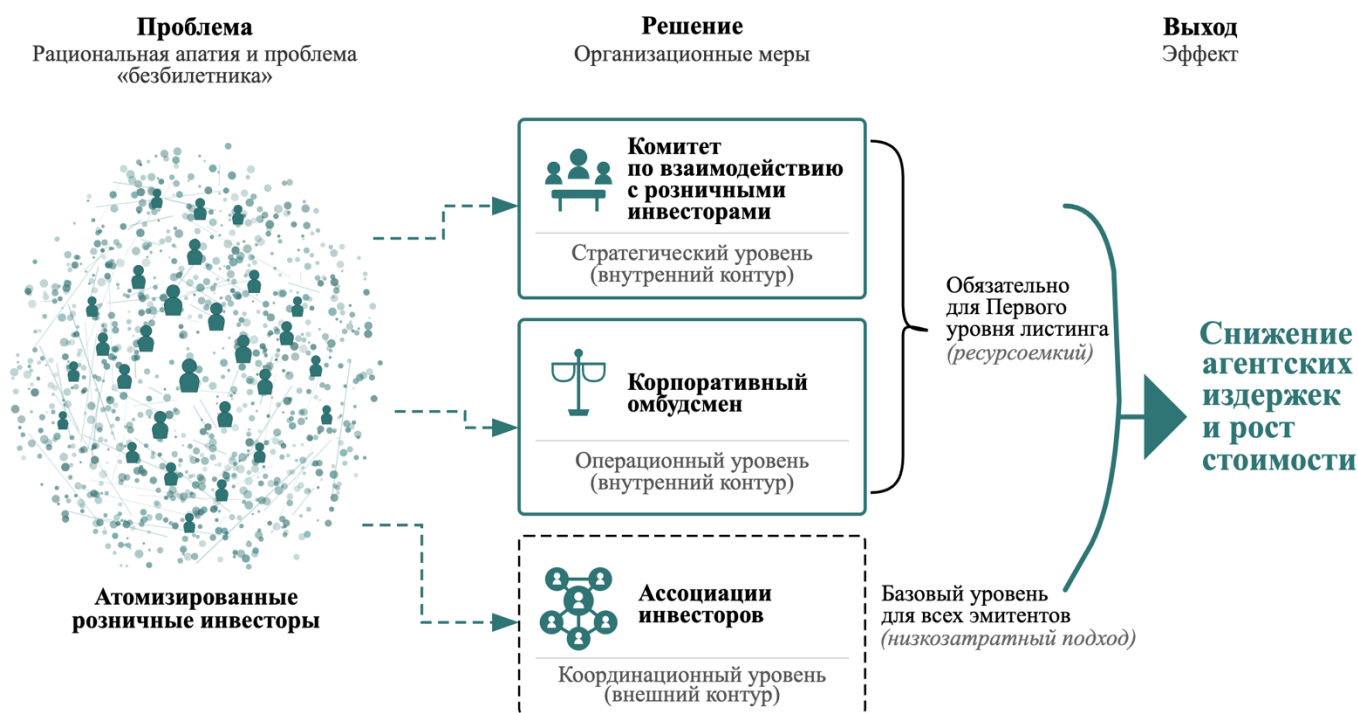 Проблема
Рациональная апатия и проблема
«безбилетника»
Решение
Организационные меры
Выход
Эффект
Атомизированные
розничные инвесторы
Комитет
по взаимодействию
с розничными
инвесторами
Стратегический уровень
(внутренний контур)
Корпоративный
омбудсмен
Операционный уровень
(внутренний контур)
Ассоциации
инвесторов
Координационный уровень
(внешний контур)
Обязательно
для Первого
уровня листинга
(ресурсоемкий)
Базовый уровень
для всех эмитентов
(низкозатратный подход)
Снижение
агентских
издержек
и рост
стоимости